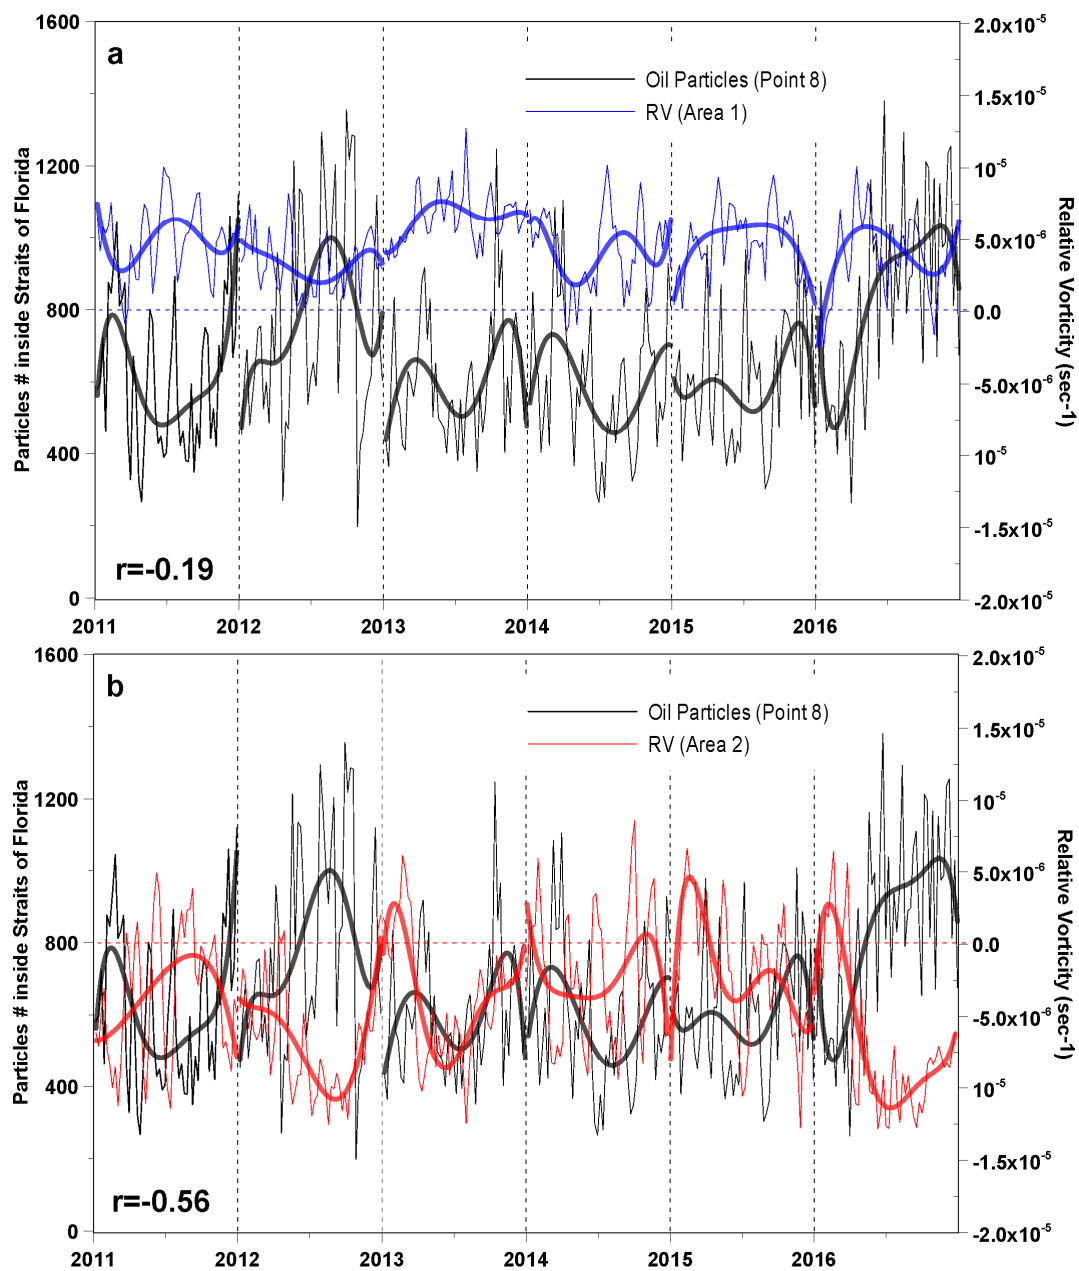 a
1600
1200
800
400
0
Particles # inside Straits of Florida
Oil Particles (Point 8)
RV (Area 1)
2.0x10-5
1.5x10-5
10-5
5.0x10-6
0.0
-5.0x10-6
10-5
-1.5x10-5
-2.0x10-5
Relative Vorticity (sec-1)
r=-0.19
2011 2012 2013 2014 2015 2016
b
1600
1200
800
400
0
Particles # inside Straits of Florida
Oil Particles (Point 8)
RV (Area 2)
2.0x10-5
1.5x10-5
10-5
5.0x10-6
0.0
-5.0x10-6
10-5
-1.5x10-5
-2.0x10-5
Relative Vorticity (sec-1)
r=-0.56
2011 2012 2013 2014 2015 2016